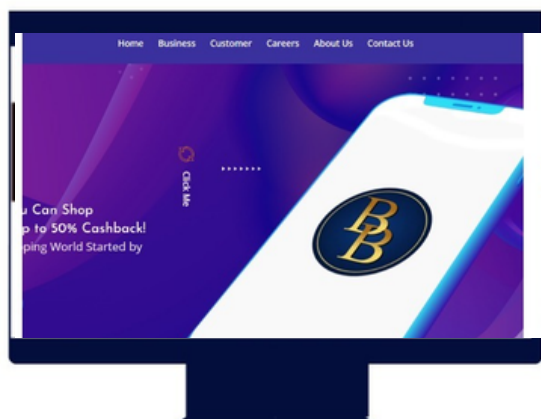 Home Business Customer Careers About Us Contact Us
Click Me
u Can Shop
p to 50% Cashback!
ping World Started by
BB